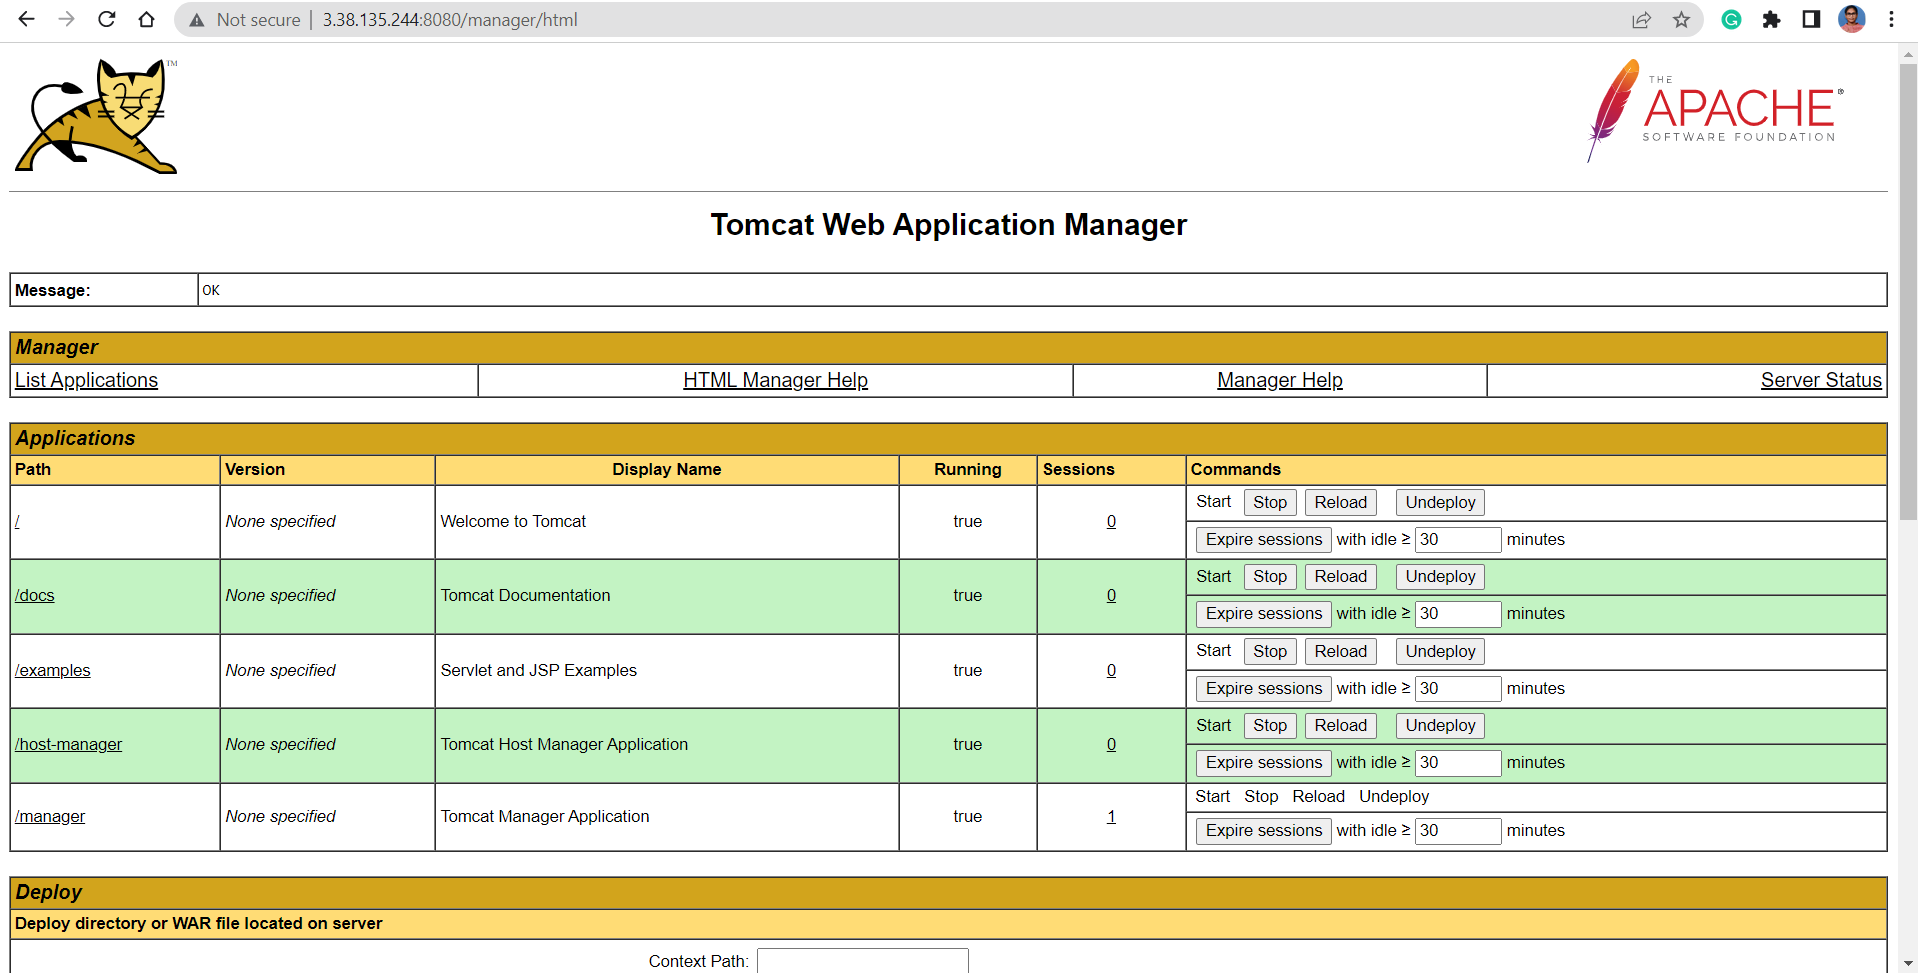 Not secure | 3.38.135.244:8080/manager/html
TM
THE
APACHE®
SOFTWARE FOUNDATION
Tomcat Web Application Manager
Message: OK
Manager
List Applications HTML Manager Help Manager Help Server Status
Applications
Path Version Display Name Running Sessions Commands
Start Stop Reload Undeploy
/ None specified Welcome to Tomcat true 0
Expire sessions with idle ≥ 30 minutes
Start Stop Reload Undeploy
/docs None specified Tomcat Documentation true 0
Expire sessions with idle ≥ 30 minutes
Start Stop Reload Undeploy
/examples None specified Servlet and JSP Examples true 0
Expire sessions with idle ≥ 30 minutes
Start Stop Reload Undeploy
/host-manager None specified Tomcat Host Manager Application true 0
Expire sessions with idle ≥ 30 minutes
Start Stop Reload Undeploy
/manager None specified Tomcat Manager Application true 1
Expire sessions with idle ≥ 30 minutes
Deploy
Deploy directory or WAR file located on server
Context Path: